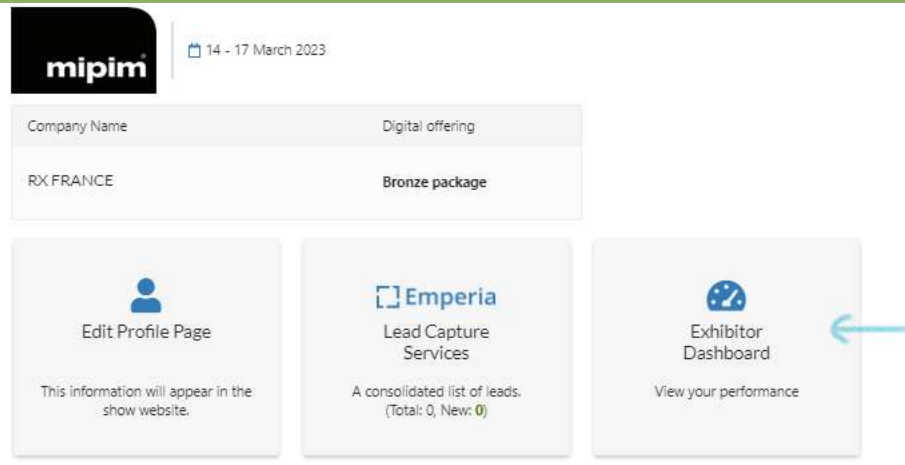 mipim
14 - 17 March 2023
Company Name
Digital offering
RX FRANCE
Bronze package
Edit Profile Page
This information will appear in the
show website.
Emperia
Lead Capture
Services
A consolidated list of leads.
(Total: 0, New: 0)
Exhibitor
Dashboard
View your performance